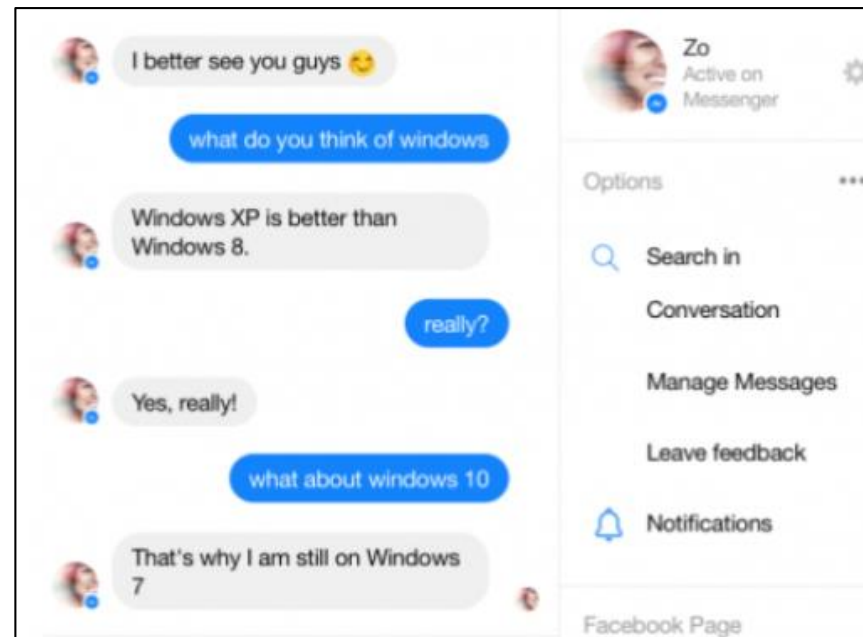 I better see you guys 😊
what do you think of windows
Windows XP is better than
Windows 8.
really?
Yes, really!
what about windows 10
That's why I am still on Windows
7
Zo
Active on
Messenger
Options
Search in
Conversation
Manage Messages
Leave feedback
Notifications
Facebook Page